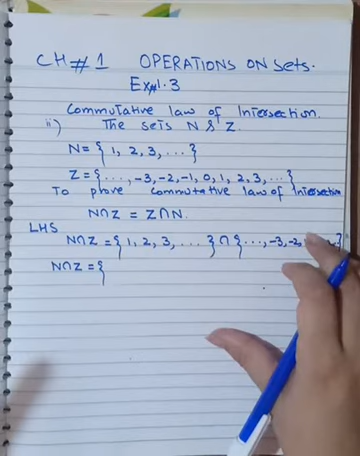 CH#1 OPERATIONS ON Sets.
Ex#1.3
Commutative law of Intersection.
ii) The sets N & Z.
N={1, 2, 3, ...}
Z={..., -3, -2, -1, 0, 1, 2, 3, ...}
To prove commutative law of Intersection
N∩Z = Z∩N.
LHS
N∩Z = {1, 2, 3, ... } ∩ {..., -3, -2,
N∩Z = {